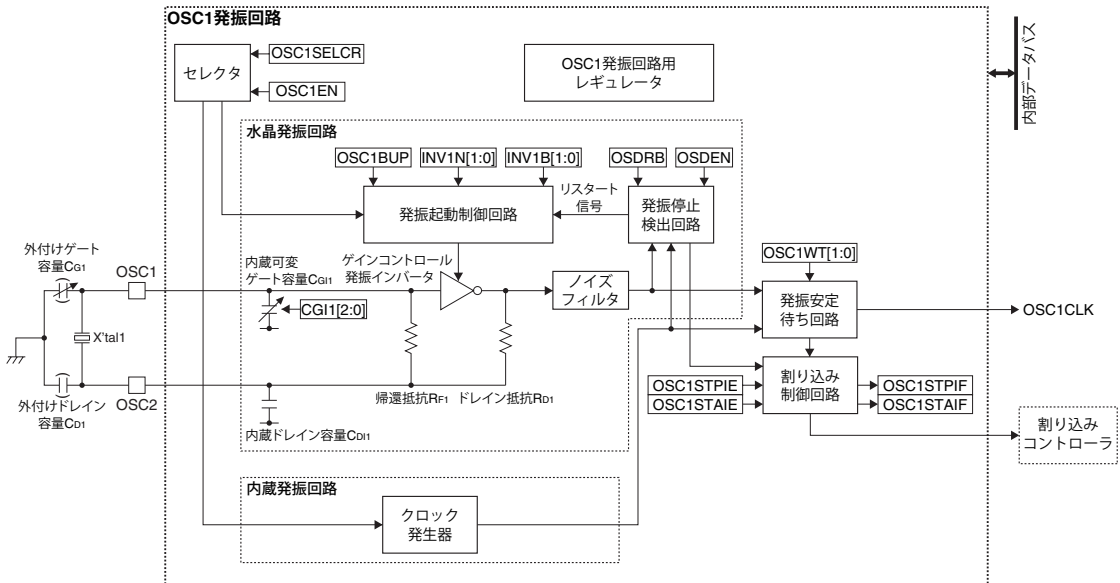 OSC1発振回路
セレクタ
OSC1SELCR
OSC1EN
OSC1発振回路用
レギュレータ
内部データバス
水晶発振回路
OSC1BUP
INV1N[1:0]
INV1B[1:0]
OSDRB
OSDEN
発振起動制御回路
リスタート
信号
発振停止
検出回路
外付けゲート
容量CG1
OSC1
内蔵可変
ゲート容量CGI1
ゲインコントロール
発振インバータ
CGI1[2:0]
ノイズ
フィルタ
OSC1WT[1:0]
発振安定
待ち回路
OSC1CLK
X'tal1
外付けドレイン
容量CD1
OSC2
帰還抵抗RF1
ドレイン抵抗RD1
内蔵ドレイン容量CDI1
OSC1STPIE
OSC1STAIE
割り込み
制御回路
OSC1STPIF
OSC1STAIF
割り込み
コントローラ
内蔵発振回路
クロック
発生器